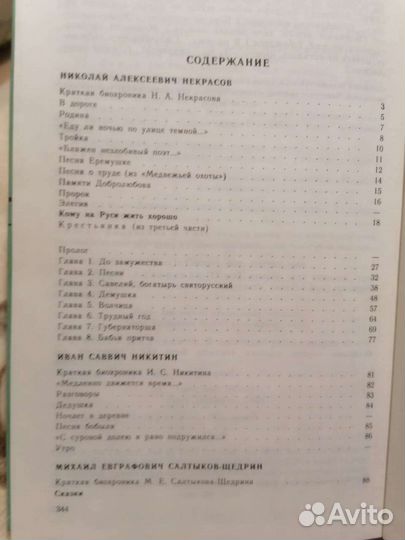 СОДЕРЖАНИЕ
НИКОЛАЙ АЛЕКСЕЕВИЧ НЕКРАСОВ
Краткая биохроника Н. А. Некрасова 3
В дороге 5
Родина 7
«Еду ли ночью по улице темной...» 
Тройка 10
«Блажен незлобивый поэт...» 11
Песня Еремушке 12
Песня о труде (из «Медвежьей охоты») 14
Памяти Добролюбова 15
Пророк 16
Элегия —
Кому на Руси жить хорошо 18
Крестьянка (из третьей части)
Пролог —
Глава 1. До замужества 27
Глава 2. Песни 32
Глава 3. Савелий, богатырь святорусский 38
Глава 4. Демушка 48
Глава 5. Волчица 57
Глава 6. Трудный год 64
Глава 7. Губернаторша 69
Глава 8. Бабья притча 77
ИВАН САВВИЧ НИКИТИН
Краткая биохроника И. С. Никитина 81
«Медленно движется время...» 82
Разговоры 83
Дедушка 84
Ночлег в деревне —
Песня бобыля 85
«С суровой долею я рано подружился...» 86
Утро —
МИХАИЛ ЕВГРАФОВИЧ САЛТЫКОВ-ЩЕДРИН
Краткая биохроника М. Е. Салтыкова-Щедрина 88
Сказки
344
Avito